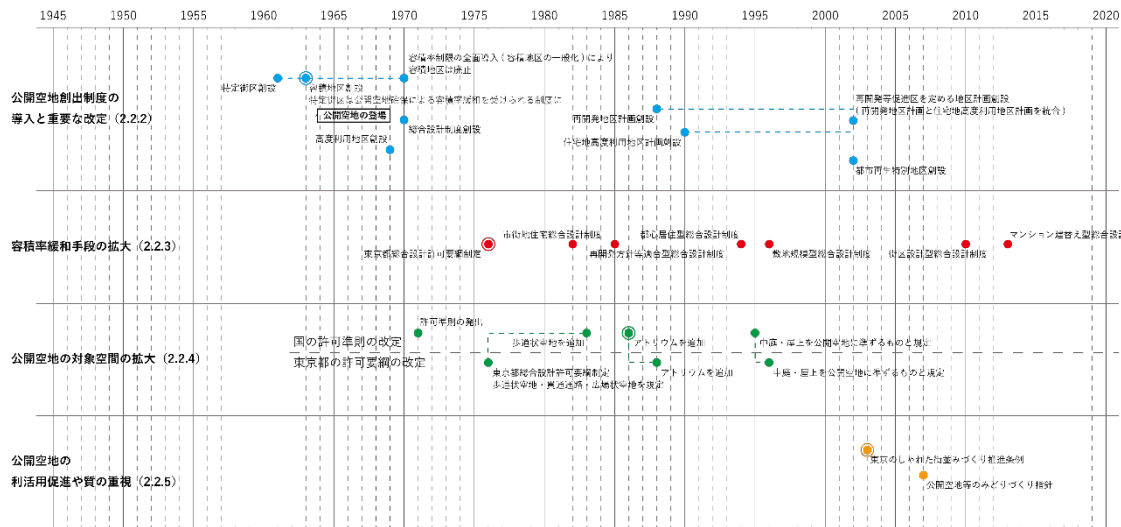 1945 1950 1955 1960 1965 1970 1975 1980 1985 1990 1995 2000 2005 2010 2015 2020
公開空地創出制度の
導入と重要な改定（2.2.2）
特定街区創設
容積地区創設
特定街区は公開空地確保による容積率緩和を受けられる制度に
公開空地の登場
容積率制限の全面導入（容積地区の一般化）により
容積地区は廃止
総合設計制度創設
高度利用地区創設
再開発地区計画創設
住宅地高度利用地区計画創設
再開発等促進区を定める地区計画創設
（再開発地区計画と住宅地高度利用地区計画を統合）
都市再生特別地区創設
容積率緩和手段の拡大（2.2.3）
東京都総合設計許可要綱制定
市街地住宅総合設計制度
再開発方針等適合型総合設計制度
都心居住型総合設計制度
敷地規模型総合設計制度
街区設計型総合設計制度
マンション建替え型総合設
公開空地の対象空間の拡大（2.2.4）
国の許可準則の改定
東京都の許可要綱の改定
許可準則の発出
歩道状空地を追加
アトリウムを追加
中庭・屋上を公開空地に準ずるものと規定
東京都総合設計許可要綱制定
歩道状空地・貫通通路・広場状空地を規定
アトリウムを追加
中庭・屋上を公開空地に準ずるものと規定
公開空地の
利活用促進や質の重視（2.2.5）
東京のしゃれた街並みづくり推進条例
公開空地等のみどりづくり指針